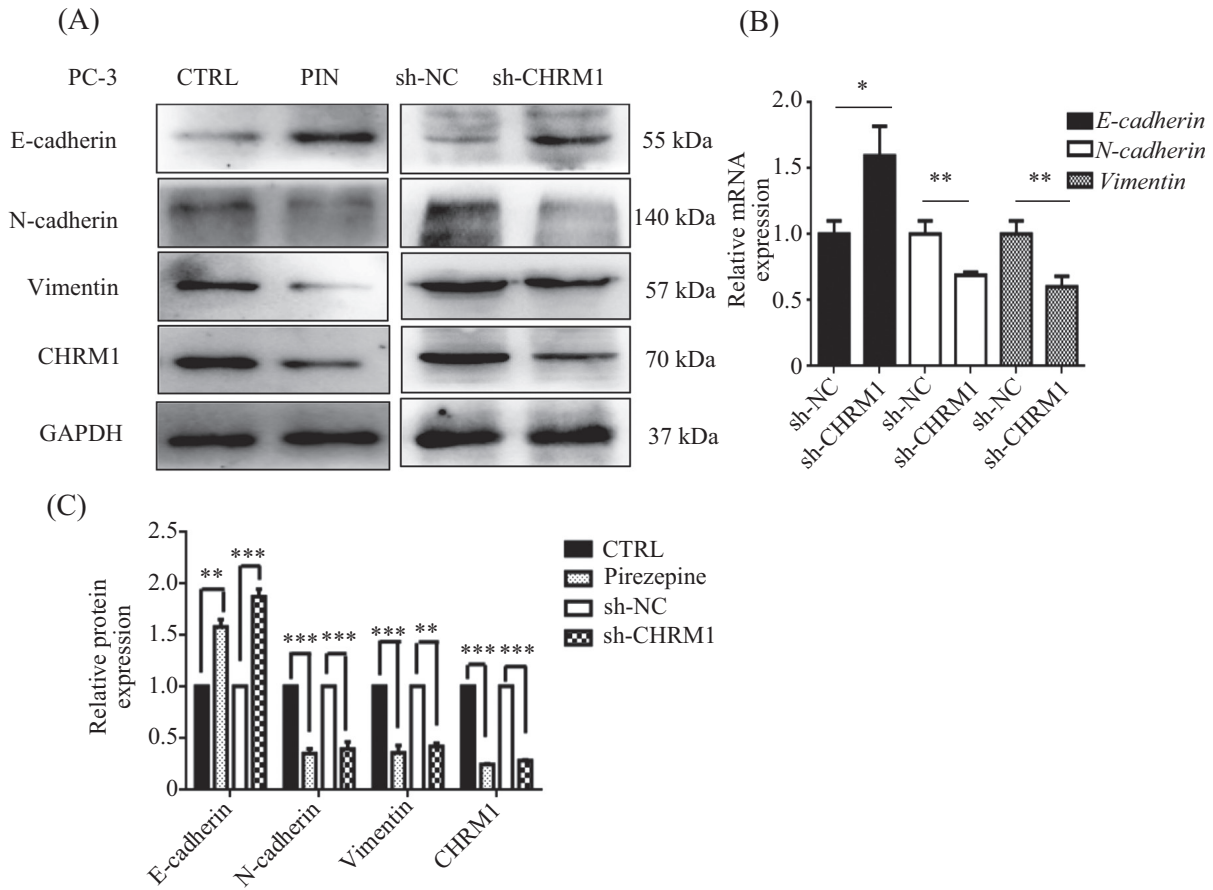 (A)
PC-3 CTRL PIN sh-NC sh-CHRM1
E-cadherin 55 kDa
N-cadherin 140 kDa
Vimentin 57 kDa
CHRM1 70 kDa
GAPDH 37 kDa
(B)
Relative mRNA
expression
2.0
1.5
1.0
0.5
0.0
*
**
**
E-cadherin
N-cadherin
Vimentin
sh-NC
sh-CHRM1
sh-NC
sh-CHRM1
sh-NC
sh-CHRM1
(C)
Relative protein
expression
2.5
2.0
1.5
1.0
0.5
0
** *** *** *** *** ** *** ***
CTRL
Pirezepine
sh-NC
sh-CHRM1
E-cadherin
N-cadherin
Vimentin
CHRM1